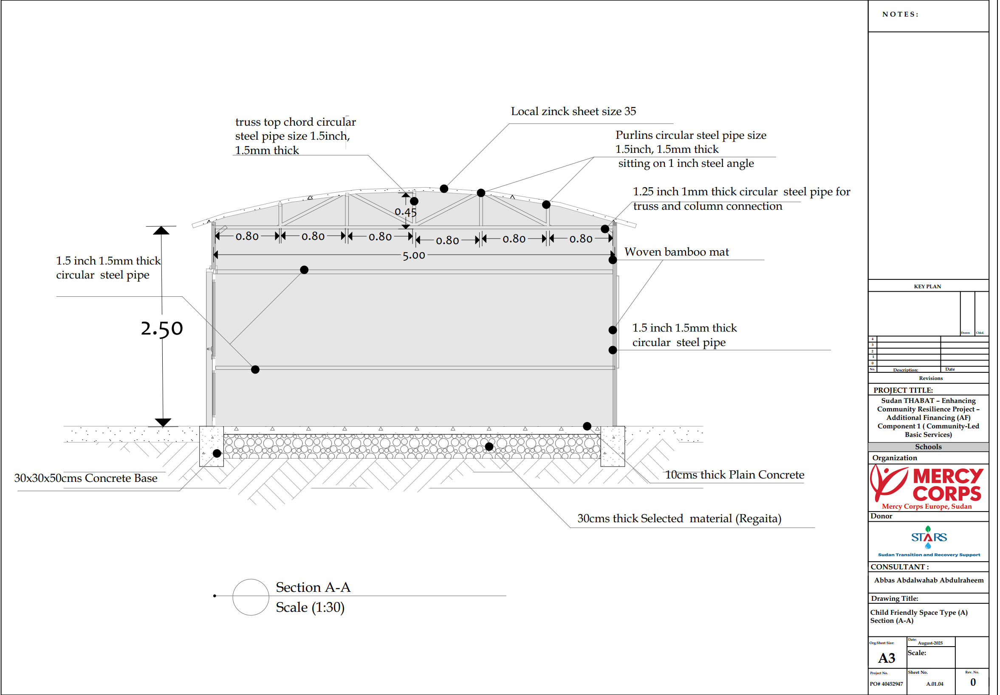 NOTES:
truss top chord circular
steel pipe size 1.5inch,
1.5mm thick
Local zinck sheet size 35
Purlins circular steel pipe size
1.5inch, 1.5mm thick
sitting on 1 inch steel angle
1.25 inch 1mm thick circular steel pipe for
truss and column connection
0.45
0.80
0.80
0.80
0.80
0.80
0.80
5.00
Woven bamboo mat
1.5 inch 1.5mm thick
circular steel pipe
2.50
1.5 inch 1.5mm thick
circular steel pipe
30x30x50cms Concrete Base
10cms thick Plain Concrete
30cms thick Selected material (Regaita)
Section A-A
Scale (1:30)
KEY PLAN
Drawn Chkd.
4
3
2
1
0
No. Description: Date
Revisions
PROJECT TITLE:
Sudan THABAT – Enhancing
Community Resilience Project –
Additional Financing (AF)
Component 1 ( Community-Led
Basic Services)
Schools
Organization
MERCY
CORPS
Mercy Corps Europe, Sudan
Donor
STARS
Sudan Transition and Recovery Support
CONSULTANT :
Abbas Abdalwahab Abdulraheem
Drawing Title:
Child Friendly Space Type (A)
Section (A-A)
Org.Sheet Size:
A3
Date:
August-2025
Scale:
Project No.
PO# 40452947
Sheet No.
A.01.04
Rev. No.
0